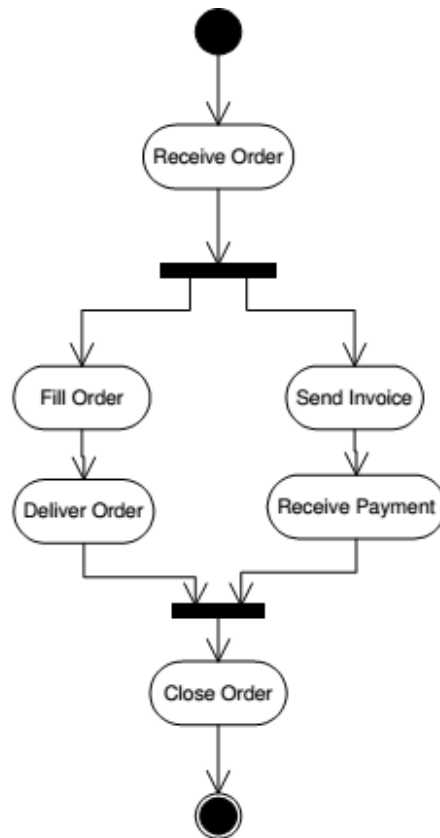 Receive Order
Fill Order
Send Invoice
Deliver Order
Receive Payment
Close Order